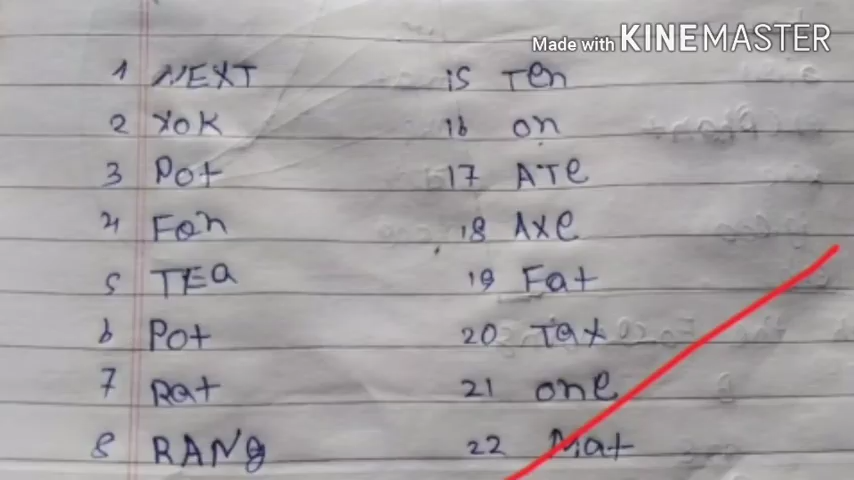 Made with KINEMASTER
1 NEXT
2 YOK
3 Pot
4 Fan
5 TEa
6 Pot
7 Rat
8 RANg
15 Ten
16 on
17 ATe
18 AXe
19 Fat
20 Tax
21 one
22 Mat